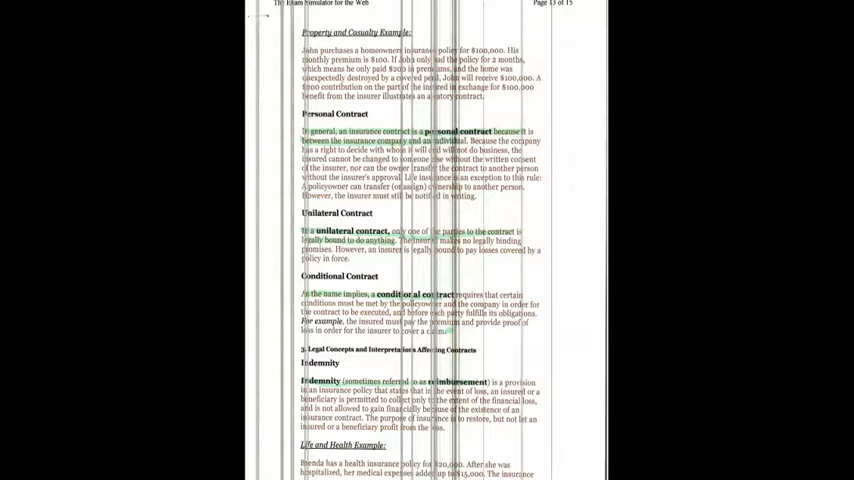 The Exam Simulator for the Web Page 13 of 15
Property and Casualty Example:
John purchases a homeowners insurance policy for $100,000. His
monthly premium is $100. If John only had the policy for 2 months,
which means he only paid $200 in premiums, and the home was
unexpectedly destroyed by a covered peril, John will receive $100,000. A
$200 contribution on the part of the insured in exchange for $100,000
benefit from the insurer illustrates an aleatory contract.
Personal Contract
In general, an insurance contract is a personal contract because it is
between the insurance company and an individual. Because the company
has a right to decide with whom it will and will not do business, the
insured cannot be changed to someone else without the written consent
of the insurer, nor can the owner transfer the contract to another person
without the insurer's approval. Life insurance is an exception to this rule:
A policyowner can transfer (or assign) ownership to another person.
However, the insurer must still be notified in writing.
Unilateral Contract
In a unilateral contract, only one of the parties to the contract is
legally bound to do anything. The insured makes no legally binding
promises. However, an insurer is legally bound to pay losses covered by a
policy in force.
Conditional Contract
As the name implies, a conditional contract requires that certain
conditions must be met by the policyowner and the company in order for
the contract to be executed, and before each party fulfills its obligations.
For example, the insured must pay the premium and provide proof of
loss in order for the insurer to cover a claim.
3. Legal Concepts and Interpretations Affecting Contracts
Indemnity
Indemnity (sometimes referred to as reimbursement) is a provision
in an insurance policy that states that in the event of loss, an insured or a
beneficiary is permitted to collect only to the extent of the financial loss,
and is not allowed to gain financially because of the existence of an
insurance contract. The purpose of insurance is to restore, but not let an
insured or a beneficiary profit from the loss.
Life and Health Example:
Brenda has a health insurance policy for $20,000. After she was
hospitalized, her medical expenses added up to $15,000. The insurance